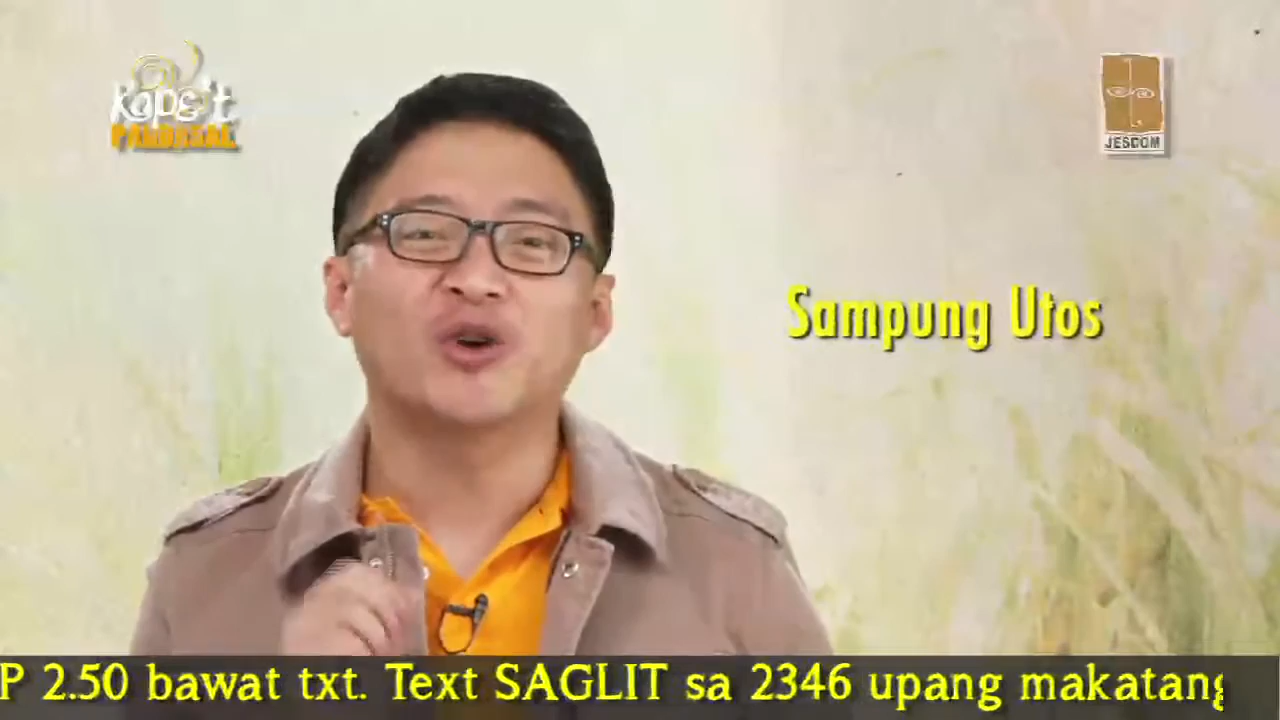 Kape't
PANDASAL
JESCOM
Sampung Utos
P 2.50 bawat txt. Text SAGLIT sa 2346 upang makatang